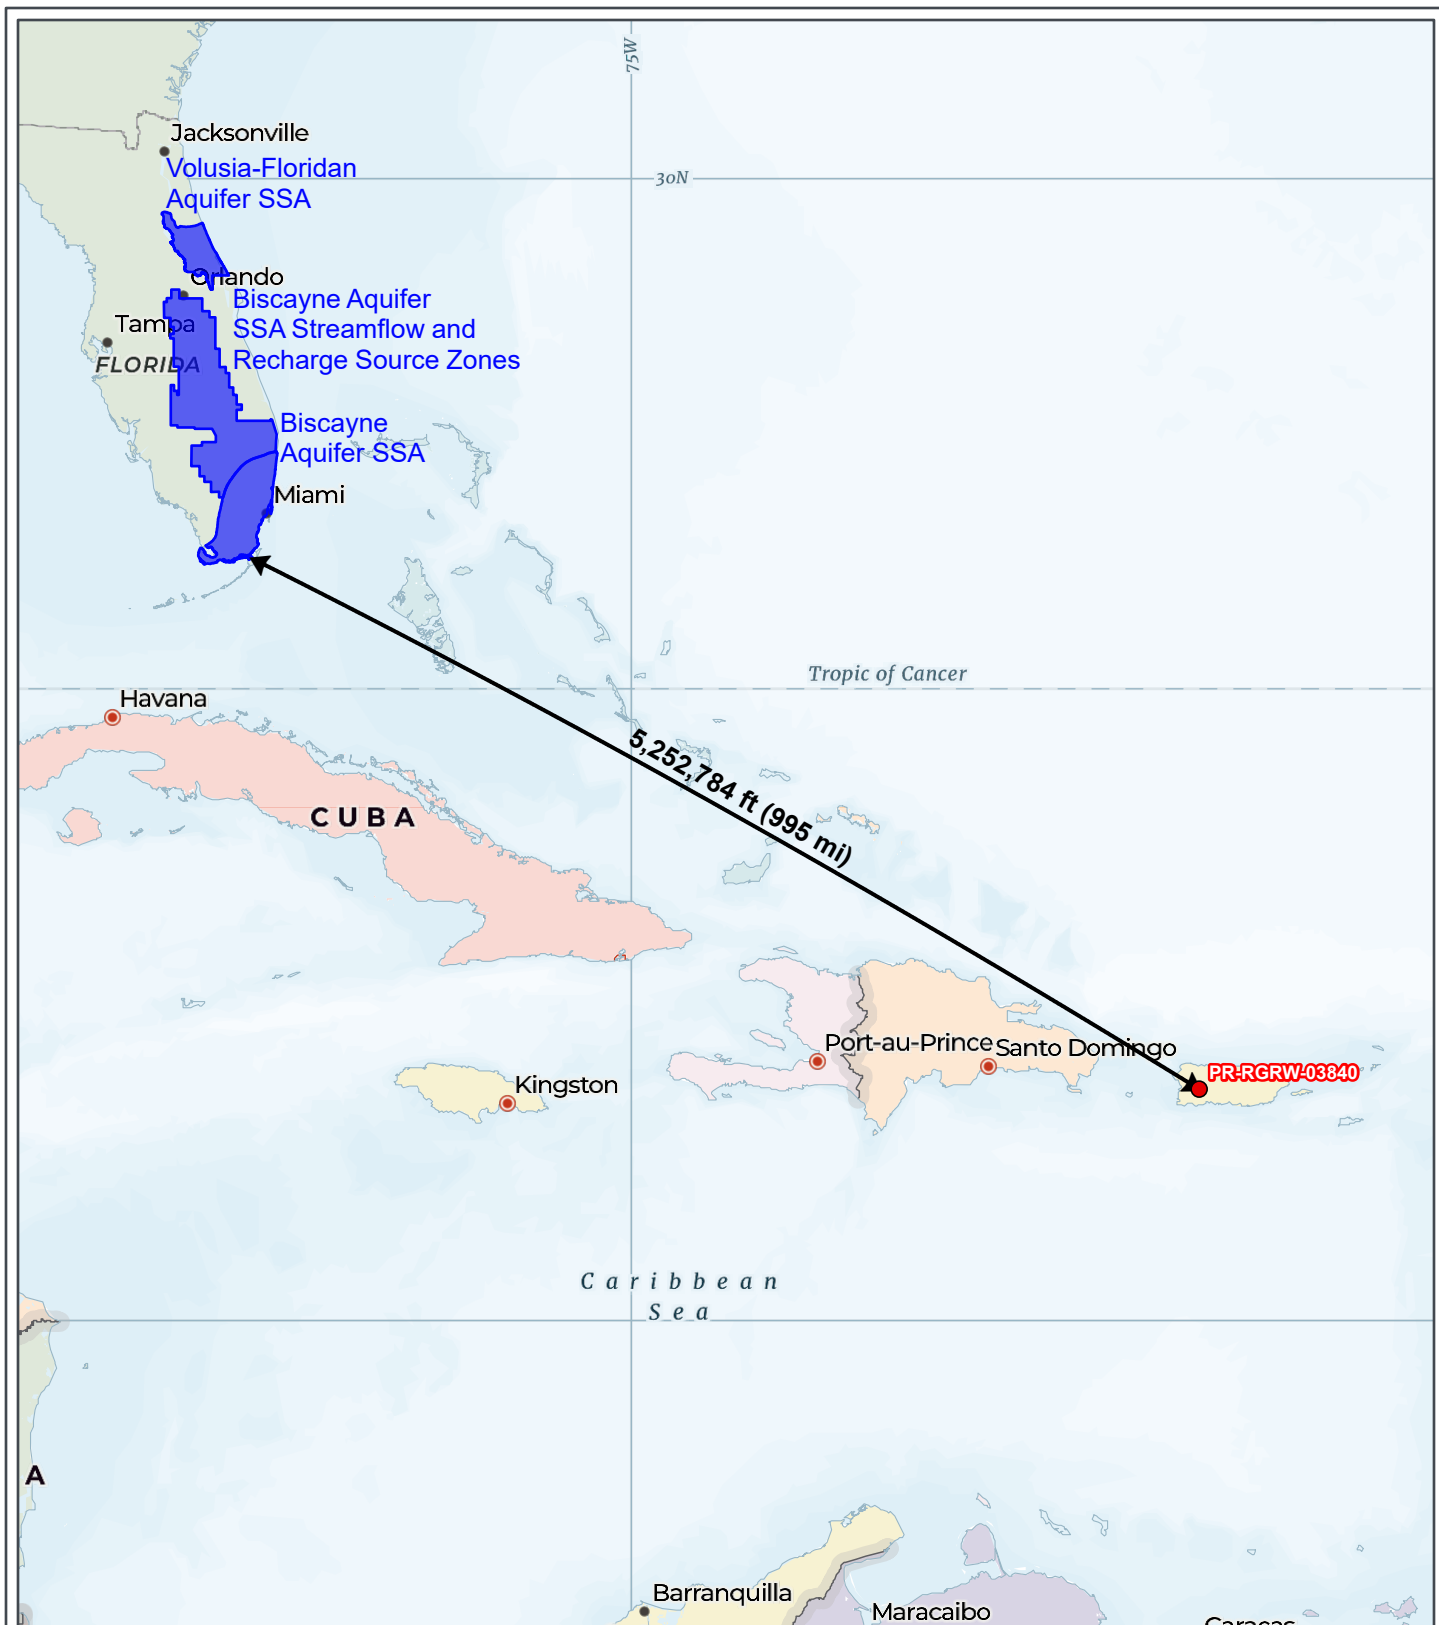 75W
Jacksonville
Volusia-Floridan
Aquifer SSA
30N
Orlando
Biscayne Aquifer
SSA Streamflow and
Recharge Source Zones
Tampa
FLORIDA
Biscayne
Aquifer SSA
Miami
Tropic of Cancer
Havana
5,252,784 ft (995 mi)
CUBA
Port-au-Prince
Santo Domingo
PR-RGRW-03840
Kingston
Caribbean
Sea
A
Barranquilla
Maracaibo
Caracas